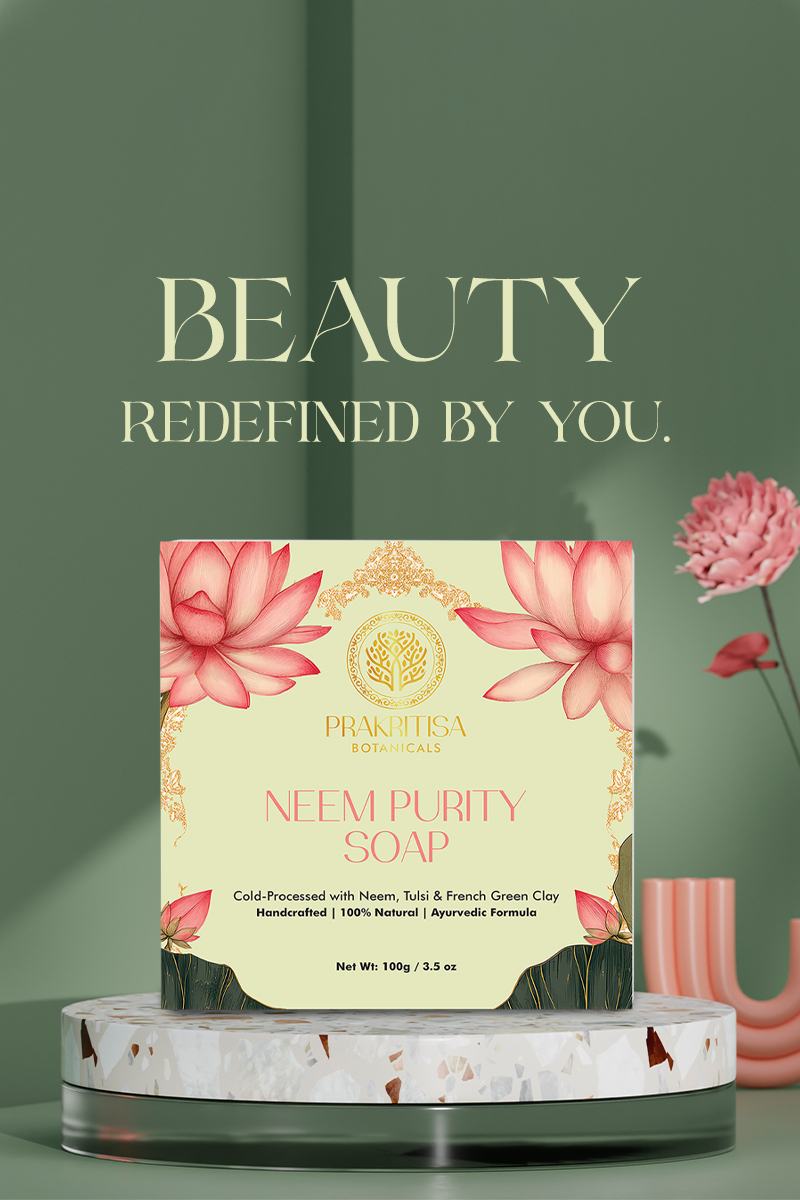 BEAUTY
REDEFINED BY YOU.
PRAKRITISA
BOTANICALS
NEEM PURITY
SOAP
Cold-Processed with Neem, Tulsi & French Green Clay
Handcrafted | 100% Natural | Ayurvedic Formula
Net Wt: 100g / 3.5 oz